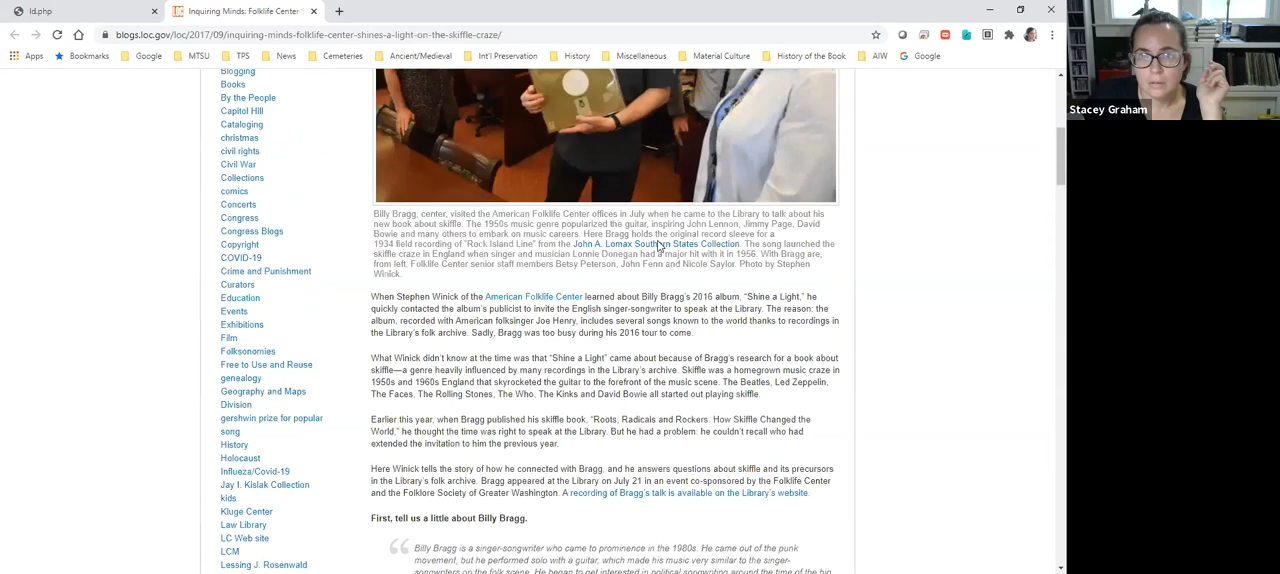 ld.php
Inquiring Minds: Folklife Center S
blogs.loc.gov/loc/2017/09/inquiring-minds-folklife-center-shines-a-light-on-the-skiffle-craze/
Apps Bookmarks Google MTSU TPS News Cemeteries Ancient/Medieval Int'l Preservation History Miscellaneous Material Culture History of the Book AIW Google
Stacey Graham
Blogging
Books
By the People
Capitol Hill
Cataloging
christmas
civil rights
Civil War
Collections
comics
Concerts
Congress
Congress Blogs
Copyright
COVID-19
Crime and Punishment
Curators
Education
Events
Exhibitions
Film
Folksonomies
Free to Use and Reuse
genealogy
Geography and Maps
Division
gershwin prize for popular
song
History
Holocaust
Influeza/Covid-19
Jay I. Kislak Collection
kids
Kluge Center
Law Library
LC Web site
LCM
Lessing J. Rosenwald
Billy Bragg, center, visited the American Folklife Center offices in July when he came to the Library to talk about his
new book about skiffle. The 1950s music genre popularized the guitar, inspiring John Lennon, Jimmy Page, David
Bowie and many others to embark on music careers. Here Bragg holds the original record sleeve for a
1934 field recording of "Rock Island Line" from the John A. Lomax Southern States Collection. The song launched the
skiffle craze in England when singer and musician Lonnie Donegan had a major hit with it in 1956. With Bragg are,
from left, Folklife Center senior staff members Betsy Peterson, John Fenn and Nicole Saylor. Photo by Stephen
Winick.
When Stephen Winick of the American Folklife Center learned about Billy Bragg's 2016 album, "Shine a Light," he
quickly contacted the album's publicist to invite the English singer-songwriter to speak at the Library. The reason: the
album, recorded with American folksinger Joe Henry, includes several songs known to the world thanks to recordings in
the Library's folk archive. Sadly, Bragg was too busy during his 2016 tour to come.
What Winick didn't know at the time was that "Shine a Light" came about because of Bragg's research for a book about
skiffle—a genre heavily influenced by many recordings in the Library's archive. Skiffle was a homegrown music craze in
1950s and 1960s England that skyrocketed the guitar to the forefront of the music scene. The Beatles, Led Zeppelin,
The Faces, The Rolling Stones, The Who, The Kinks and David Bowie all started out playing skiffle.
Earlier this year, when Bragg published his skiffle book, "Roots, Radicals and Rockers. How Skiffle Changed the
World," he thought the time was right to speak at the Library. But he had a problem: he couldn't recall who had
extended the invitation to him the previous year.
Here Winick tells the story of how he connected with Bragg, and he answers questions about skiffle and its precursors
in the Library's folk archive. Bragg appeared at the Library on July 21 in an event co-sponsored by the Folklife Center
and the Folklore Society of Greater Washington. A recording of Bragg's talk is available on the Library's website.
First, tell us a little about Billy Bragg.
Billy Bragg is a singer-songwriter who came to prominence in the 1980s. He came out of the punk
movement, but he performed solo with a guitar, which made his music very similar to the singer-
songwriters on the folk scene. He began to get interested in political songwriting around the time of the big